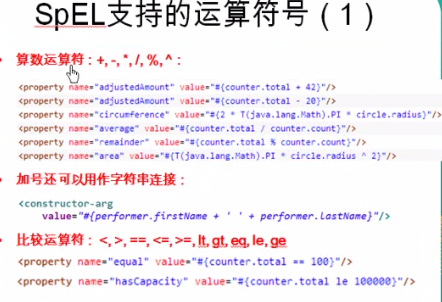 SpEL支持的运算符号（1）
• 算数运算符：+, -, *, /, %, ^：
<property name="adjustedAmount" value="#{counter.total + 42}"/>
<property name="adjustedAmount" value="#{counter.total - 20}"/>
<property name="circumference" value="#{2 * T(java.lang.Math).PI * circle.radius}"/>
<property name="average" value="#{counter.total / counter.count}"/>
<property name="remainder" value="#{counter.total % counter.count}"/>
<property name="area" value="#{T(java.lang.Math).PI * circle.radius ^ 2}"/>
• 加号还可以用作字符串连接：
<constructor-arg
value="#{performer.firstName + ' ' + performer.lastName}"/>
• 比较运算符： <, >, ==, <=, >=, lt, gt, eq, le, ge
<property name="equal" value="#{counter.total == 100}"/>
<property name="hasCapacity" value="#{counter.total le 100000}"/>